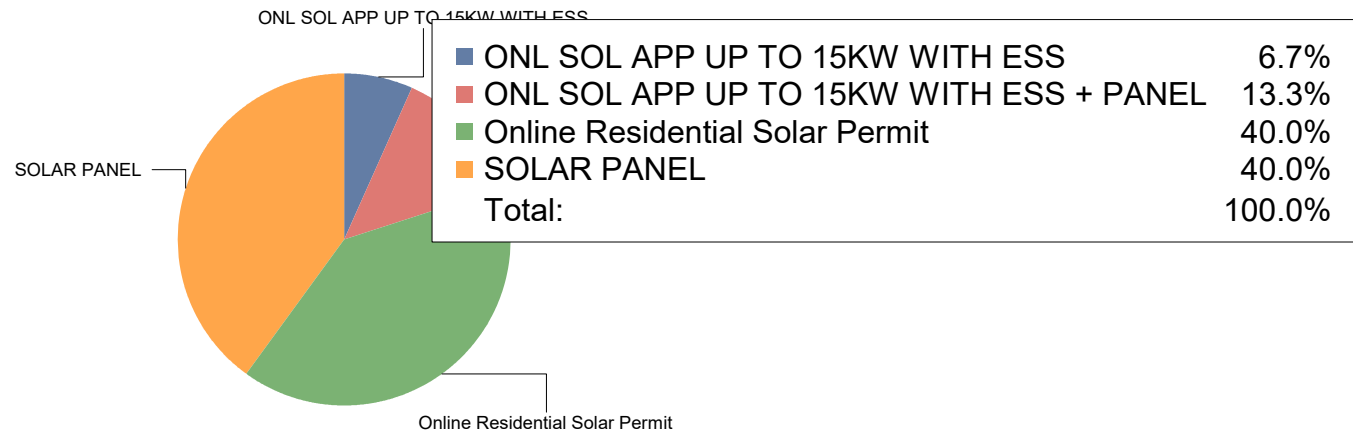 ONL SOL APP UP TO 15KW WITH ESS
ONL SOL APP UP TO 15KW WITH ESS 6.7%
ONL SOL APP UP TO 15KW WITH ESS + PANEL 13.3%
Online Residential Solar Permit 40.0%
SOLAR PANEL 40.0%
Total: 100.0%
SOLAR PANEL
Online Residential Solar Permit